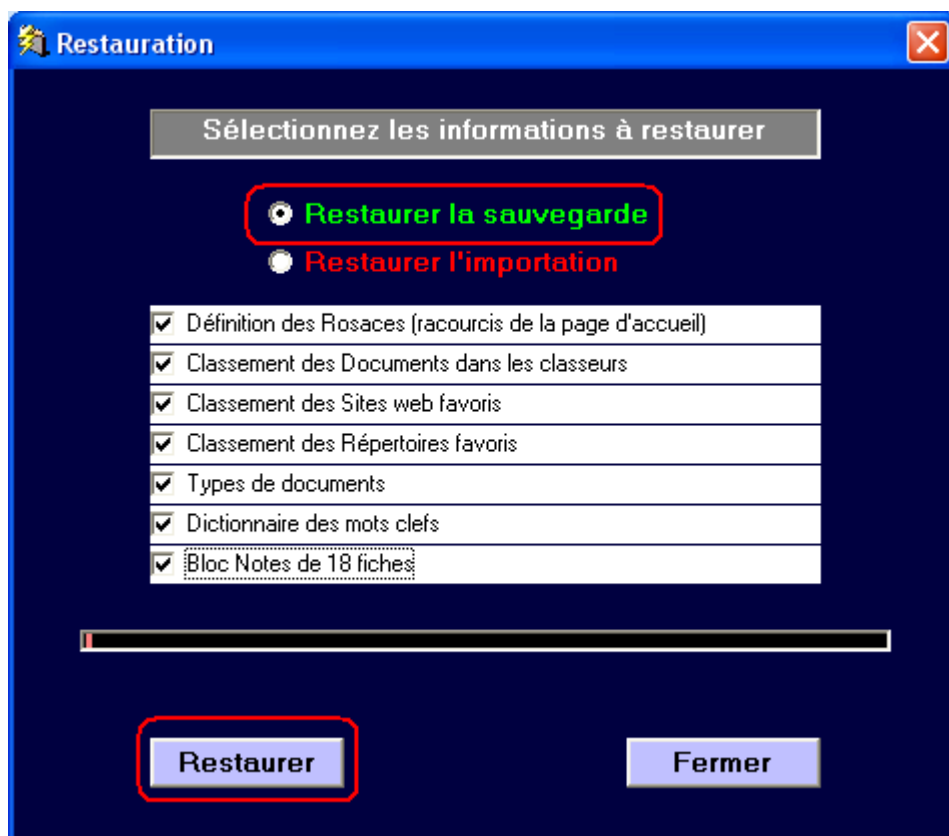 Restauration
Sélectionnez les informations à restaurer
Restaurer la sauvegarde
Restaurer l'importation
Définition des Rosaces (racourcis de la page d'accueil)
Classement des Documents dans les classeurs
Classement des Sites web favoris
Classement des Répertoires favoris
Types de documents
Dictionnaire des mots clefs
Bloc Notes de 18 fiches
Restaurer
Fermer